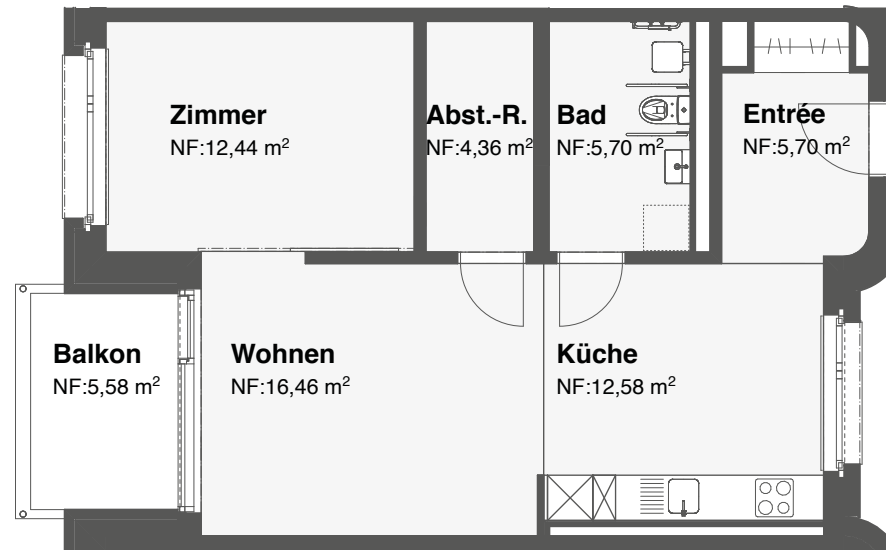 Zimmer
NF:12,44 m²
Abst.-R.
NF:4,36 m²
Bad
NF:5,70 m²
Entrée
NF:5,70 m²
Balkon
NF:5,58 m²
Wohnen
NF:16,46 m²
Küche
NF:12,58 m²